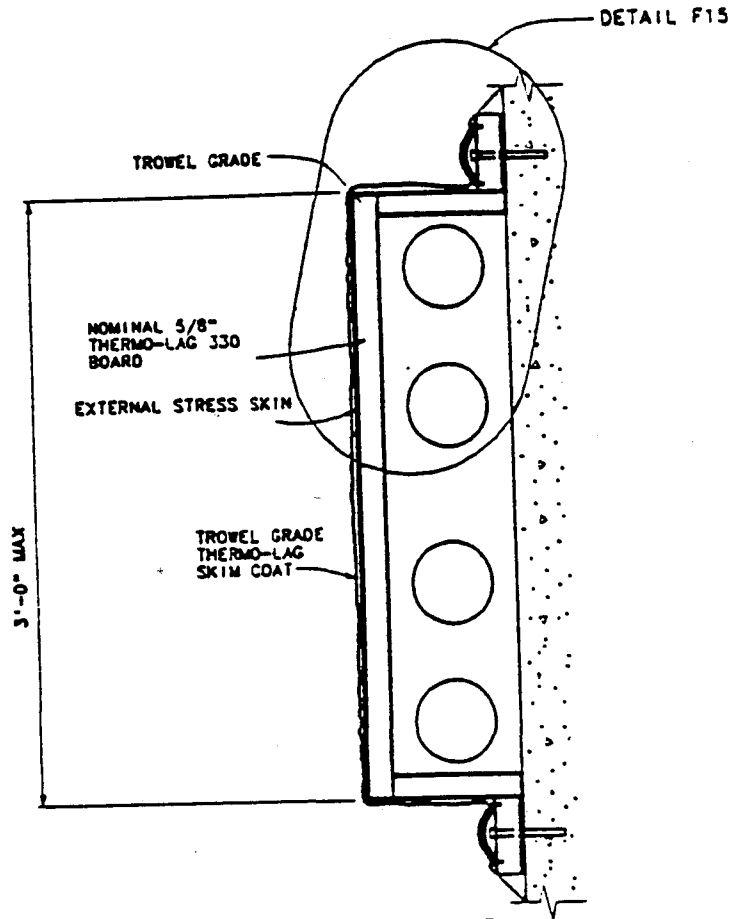 DETAIL F15
TROWEL GRADE
NOMINAL 5/8"
THERMO-LAG 330
BOARD
EXTERNAL STRESS SKIN
TROWEL GRADE
THERMO-LAG
SKIM COAT
3'-0" MAX